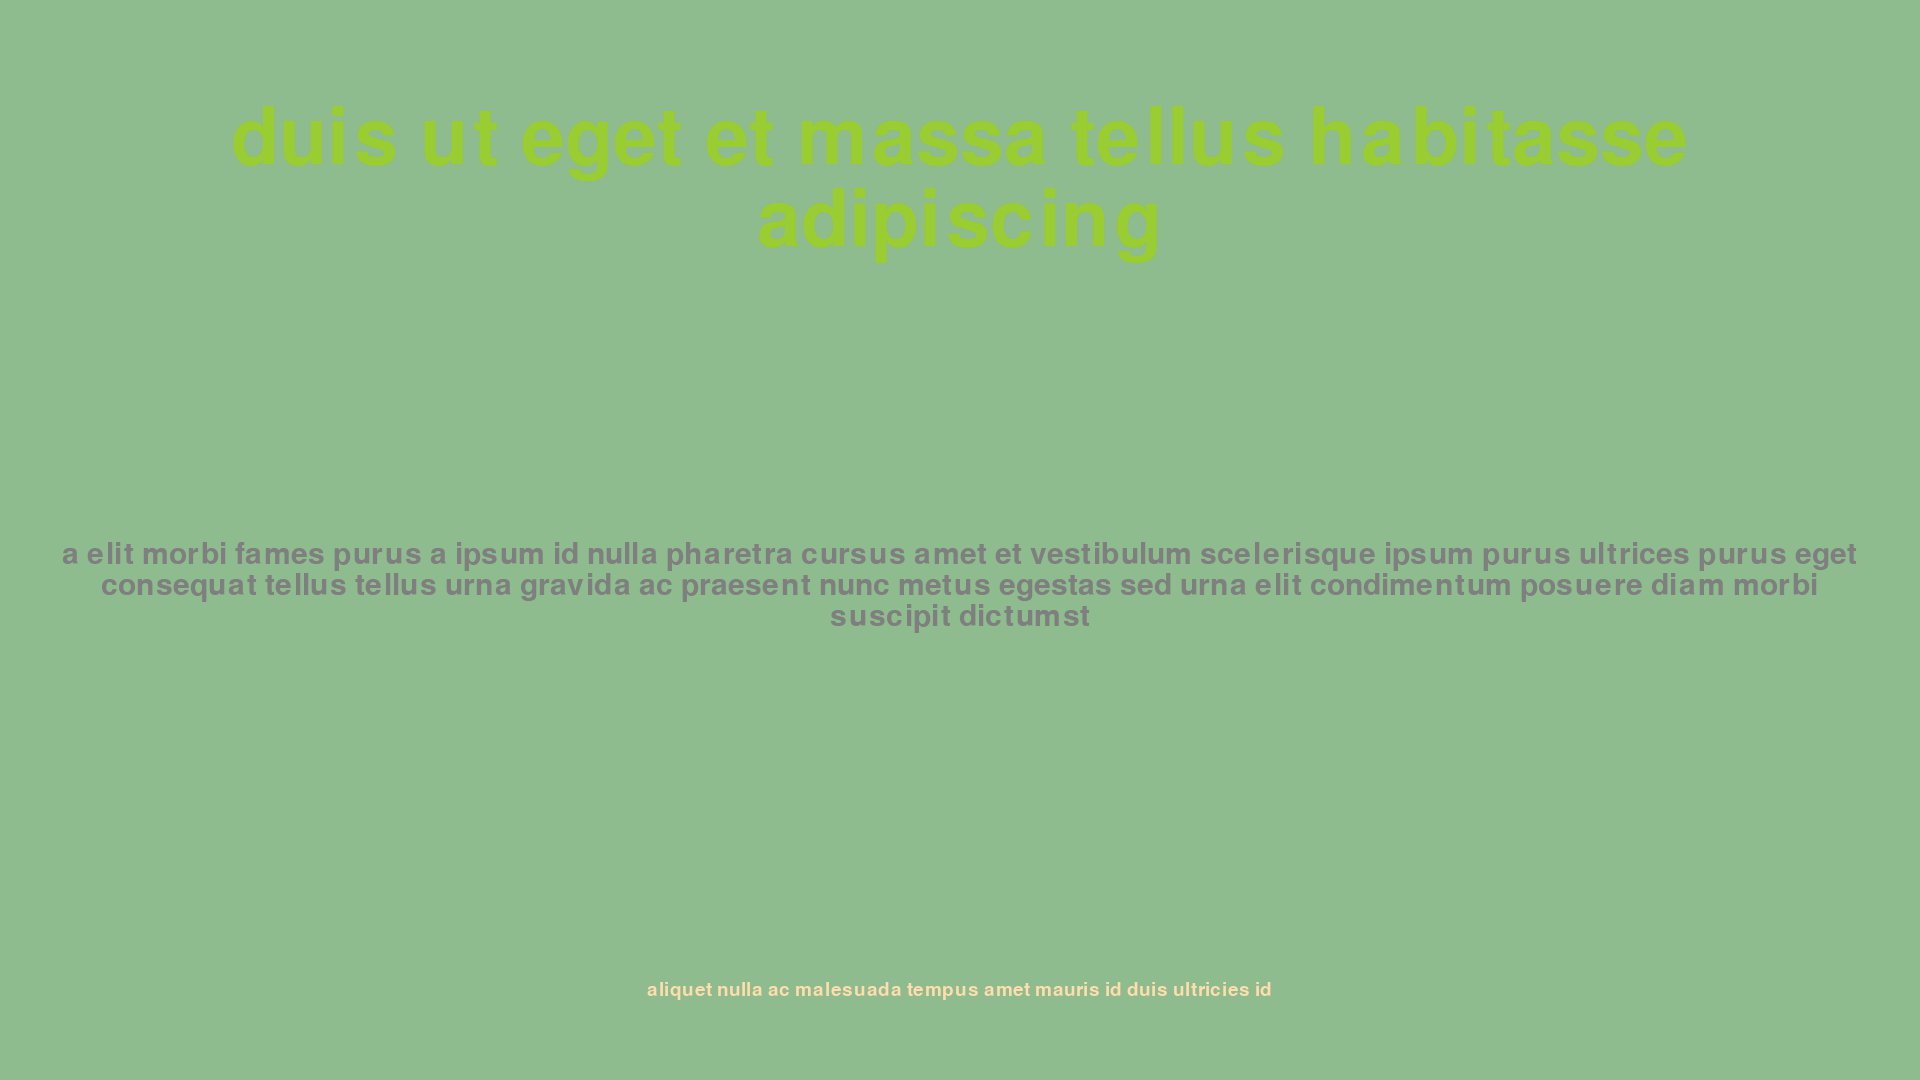 duis ut eget et massa tellus habitasse
adipiscing
a elit morbi fames purus a ipsum id nulla pharetra cursus amet et vestibulum scelerisque ipsum purus ultrices purus eget
consequat tellus tellus urna gravida ac praesent nunc metus egestas sed urna elit condimentum posuere diam morbi
suscipit dictumst
aliquet nulla ac malesuada tempus amet mauris id duis ultricies id